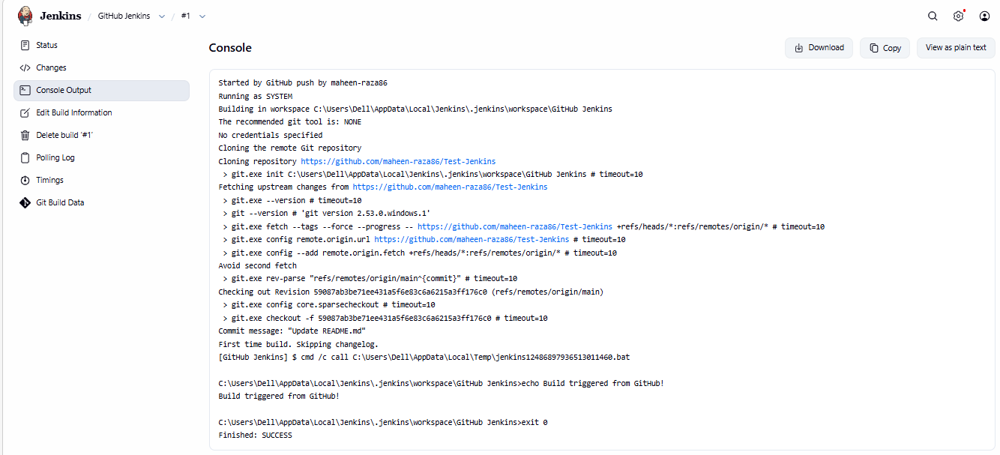 Jenkins / GitHub Jenkins / #1
Status
Changes
Console Output
Edit Build Information
Delete build '#1'
Polling Log
Timings
Git Build Data
Console
Download
Copy
View as plain text
Started by GitHub push by maheen-raza86
Running as SYSTEM
Building in workspace C:\Users\Dell\AppData\Local\Jenkins\.jenkins\workspace\GitHub Jenkins
The recommended git tool is: NONE
No credentials specified
Cloning the remote Git repository
Cloning repository https://github.com/maheen-raza86/Test-Jenkins
 > git.exe init C:\Users\Dell\AppData\Local\Jenkins\.jenkins\workspace\GitHub Jenkins # timeout=10
Fetching upstream changes from https://github.com/maheen-raza86/Test-Jenkins
 > git.exe --version # timeout=10
 > git --version # 'git version 2.53.0.windows.1'
 > git.exe fetch --tags --force --progress -- https://github.com/maheen-raza86/Test-Jenkins +refs/heads/*:refs/remotes/origin/* # timeout=10
 > git.exe config remote.origin.url https://github.com/maheen-raza86/Test-Jenkins # timeout=10
 > git.exe config --add remote.origin.fetch +refs/heads/*:refs/remotes/origin/* # timeout=10
Avoid second fetch
 > git.exe rev-parse "refs/remotes/origin/main^{commit}" # timeout=10
Checking out Revision 59087ab3be71ee431a5f6e83c6a6215a3ff176c0 (refs/remotes/origin/main)
 > git.exe config core.sparsecheckout # timeout=10
 > git.exe checkout -f 59087ab3be71ee431a5f6e83c6a6215a3ff176c0 # timeout=10
Commit message: "Update README.md"
First time build. Skipping changelog.
[GitHub Jenkins] $ cmd /c call C:\Users\Dell\AppData\Local\Temp\jenkins12486897936513011460.bat
C:\Users\Dell\AppData\Local\Jenkins\.jenkins\workspace\GitHub Jenkins>echo Build triggered from GitHub!
Build triggered from GitHub!
C:\Users\Dell\AppData\Local\Jenkins\.jenkins\workspace\GitHub Jenkins>exit 0
Finished: SUCCESS